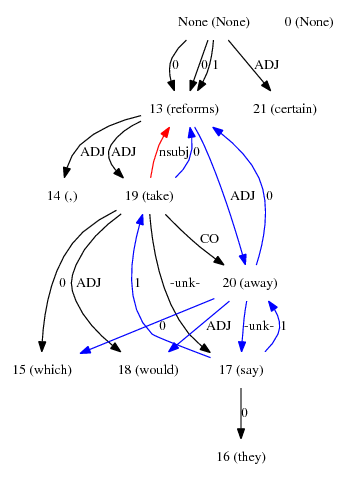 None (None) 0 (None)
0 0 1 ADJ
13 (reforms) 21 (certain)
ADJ ADJ nsubj 0
14 (,) 19 (take) ADJ 0
CO
0 ADJ -unk- 1 20 (away)
0 ADJ -unk- 1
15 (which) 18 (would) 17 (say)
0
16 (they)